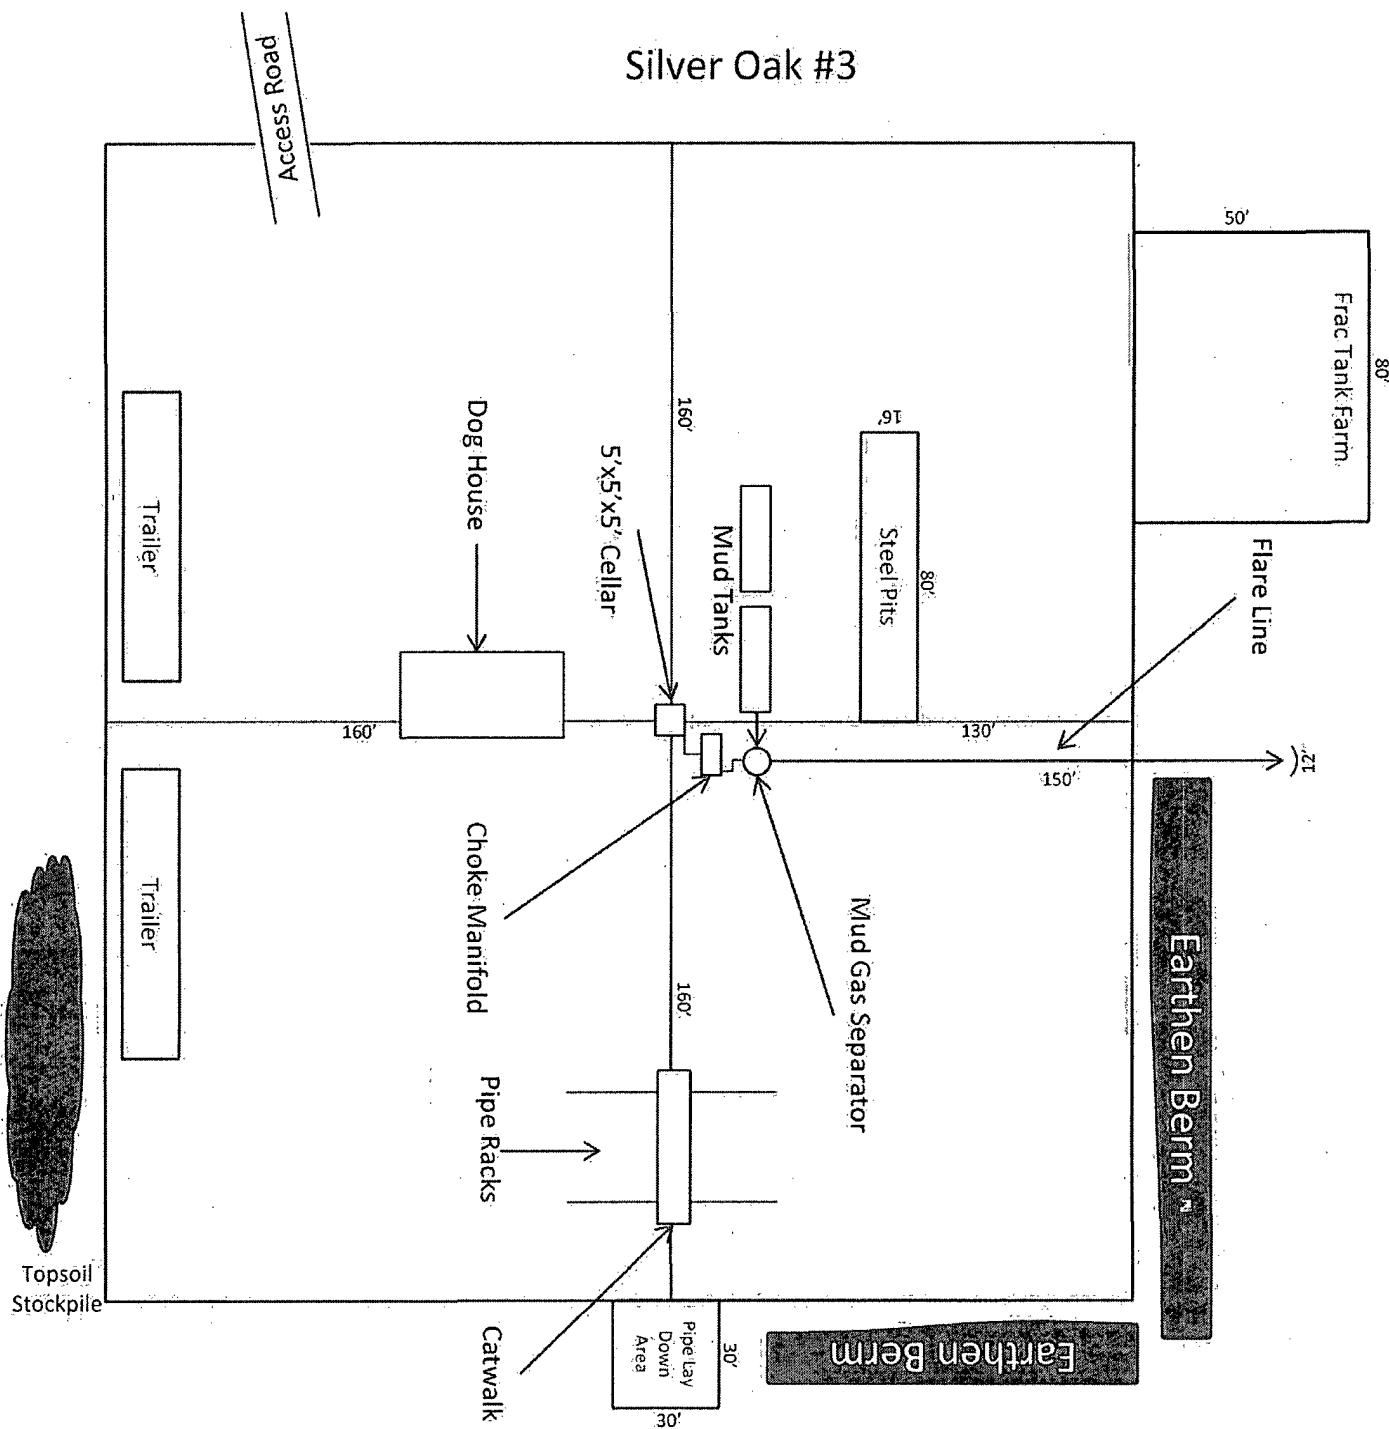 Silver Oak #3
Access Road
50'
Frac Tank Farm
80'
160'
16'
Steel Pits
80'
Dog House
5'x5'x5' Cellar
Mud Tanks
Trailer
Flare Line
160'
130'
150'
12'
Choke Manifold
Mud Gas Separator
Trailer
160'
Earthen Berm
Pipe Racks
Topsoil
Stockpile
Catwalk
Pipe Lay
Down
Area
30'
30'
Earthen Berm